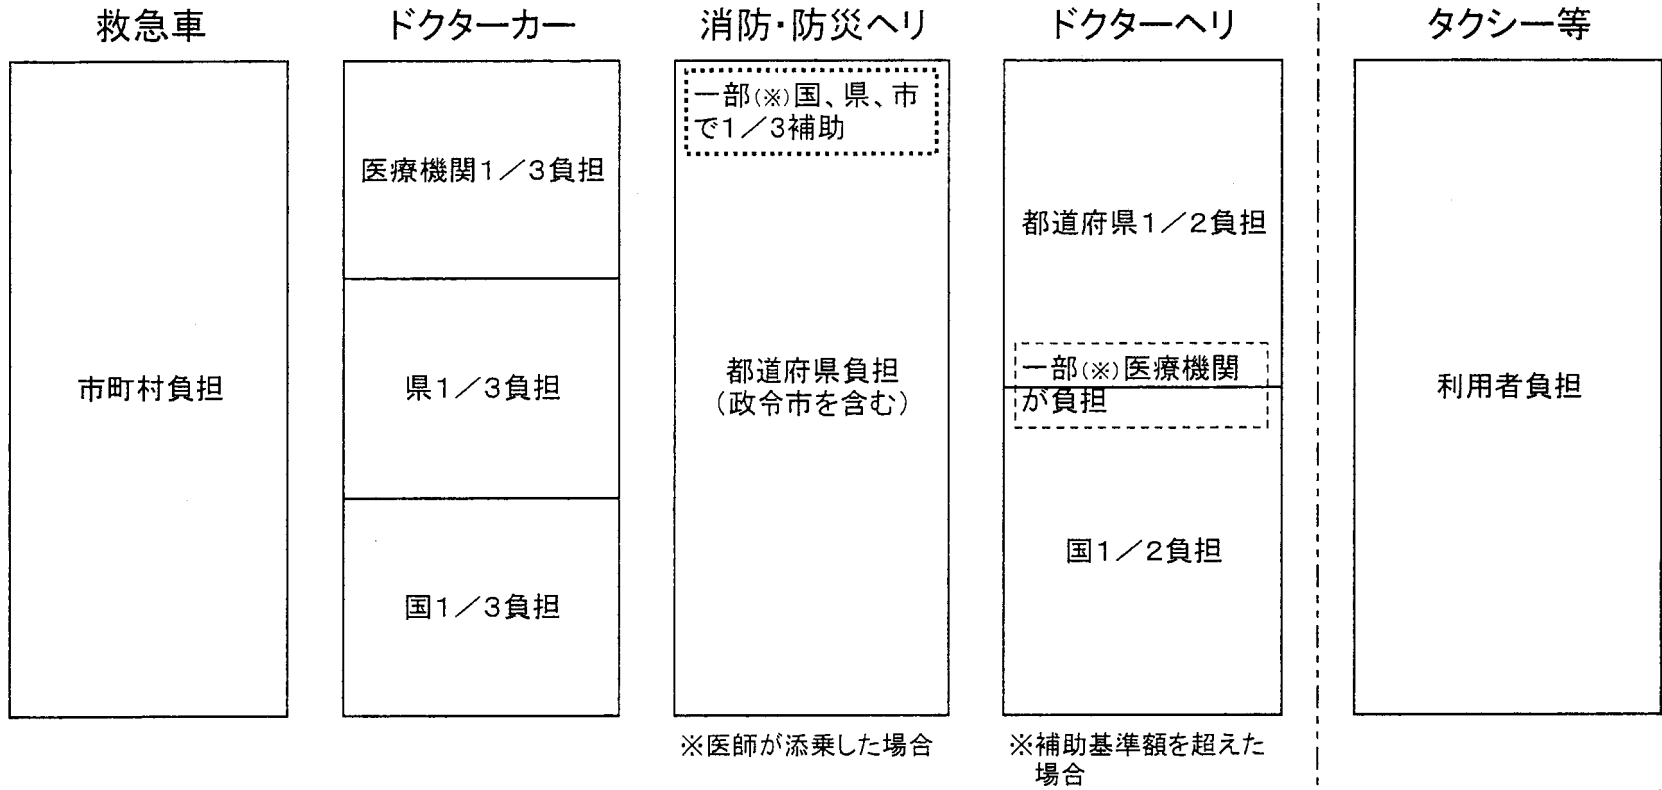 救急車
市町村負担
ドクターカー
医療機関1／3負担
県1／3負担
国1／3負担
消防・防災ヘリ
一部(※)国、県、市
で1／3補助
都道府県負担
（政令市を含む）
※医師が添乗した場合
ドクターヘリ
都道府県1／2負担
一部(※)医療機関
が負担
国1／2負担
※補助基準額を超えた
場合
タクシー等
利用者負担